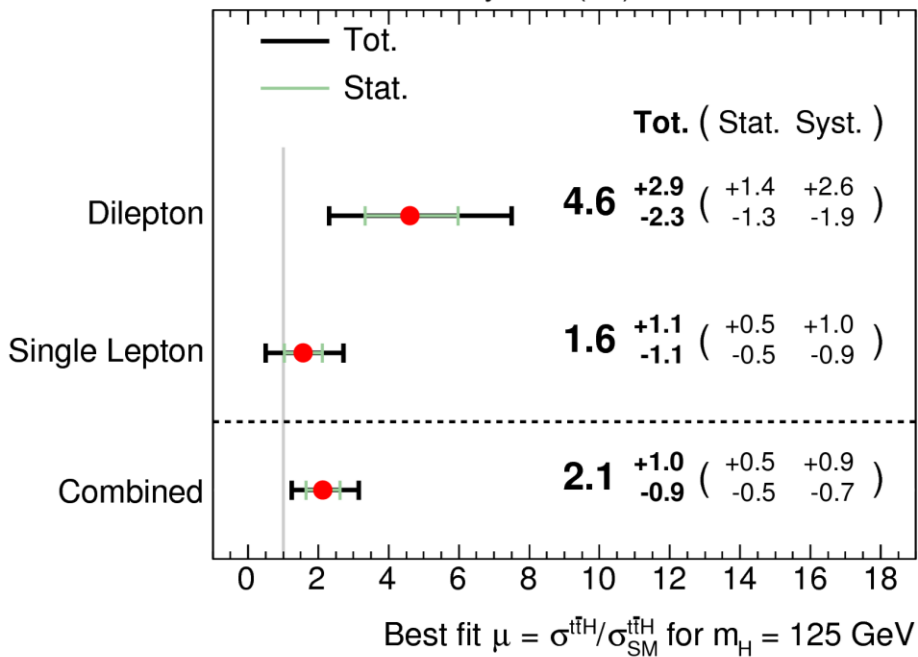 Tot.
Stat.
Tot. ( Stat. Syst. )
Dilepton 4.6 +2.9 -2.3 ( +1.4 -1.3 +2.6 -1.9 )
Single Lepton 1.6 +1.1 -1.1 ( +0.5 -0.5 +1.0 -0.9 )
Combined 2.1 +1.0 -0.9 ( +0.5 -0.5 +0.9 -0.7 )
0 2 4 6 8 10 12 14 16 18
Best fit μ = σ^{tt̄H}/σ^{tt̄H}_{SM} for m_H = 125 GeV